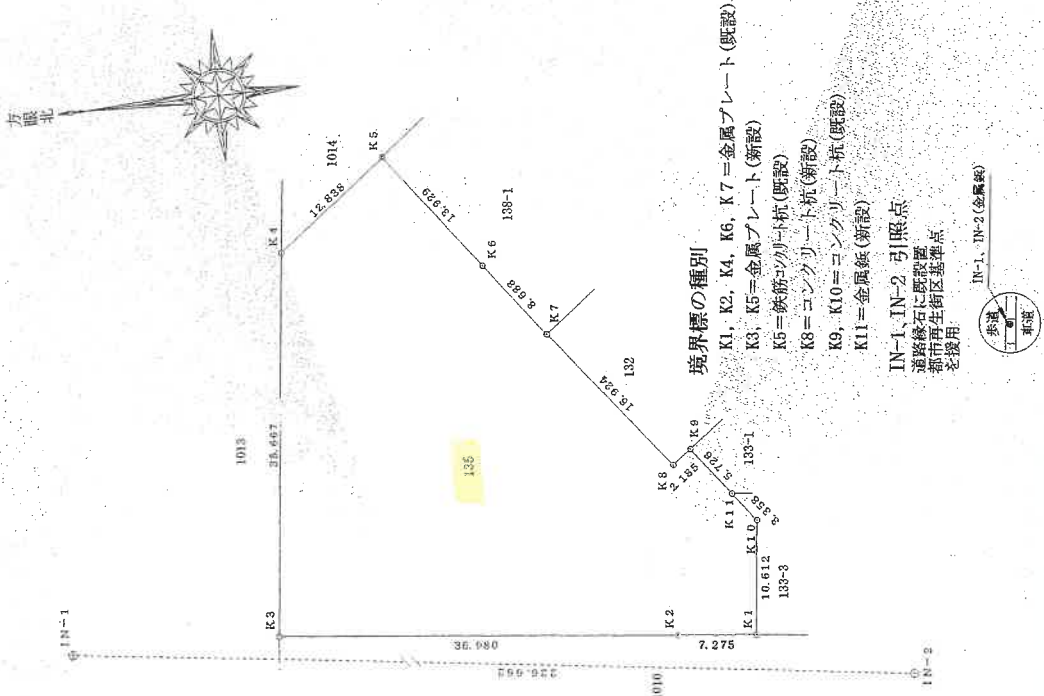 方眼北
IN-1
1013
K3
35.667
K4
1014
12.838
K5
13.929
138-1
K6
8.688
K7
135
132
K8
2.185
K9
5.726
133-1
K11
3.358
K10
10.612
133-3
K1
K2
7.275
IN-2
境界標の種別
K1, K2, K4, K6, K7=金属プレート(既設)
K3, K5=金属プレート(新設)
K5=鉄筋コンクリート杭(既設)
K8=コンクリート杭(新設)
K9, K10=コンクリート杭(既設)
K11=金属鋲(新設)
IN-1、IN-2 引照点
道路縁石に既設置
都市再生街区基準点
を援用
IN-1、IN-2(金属鋲)
歩道
車道